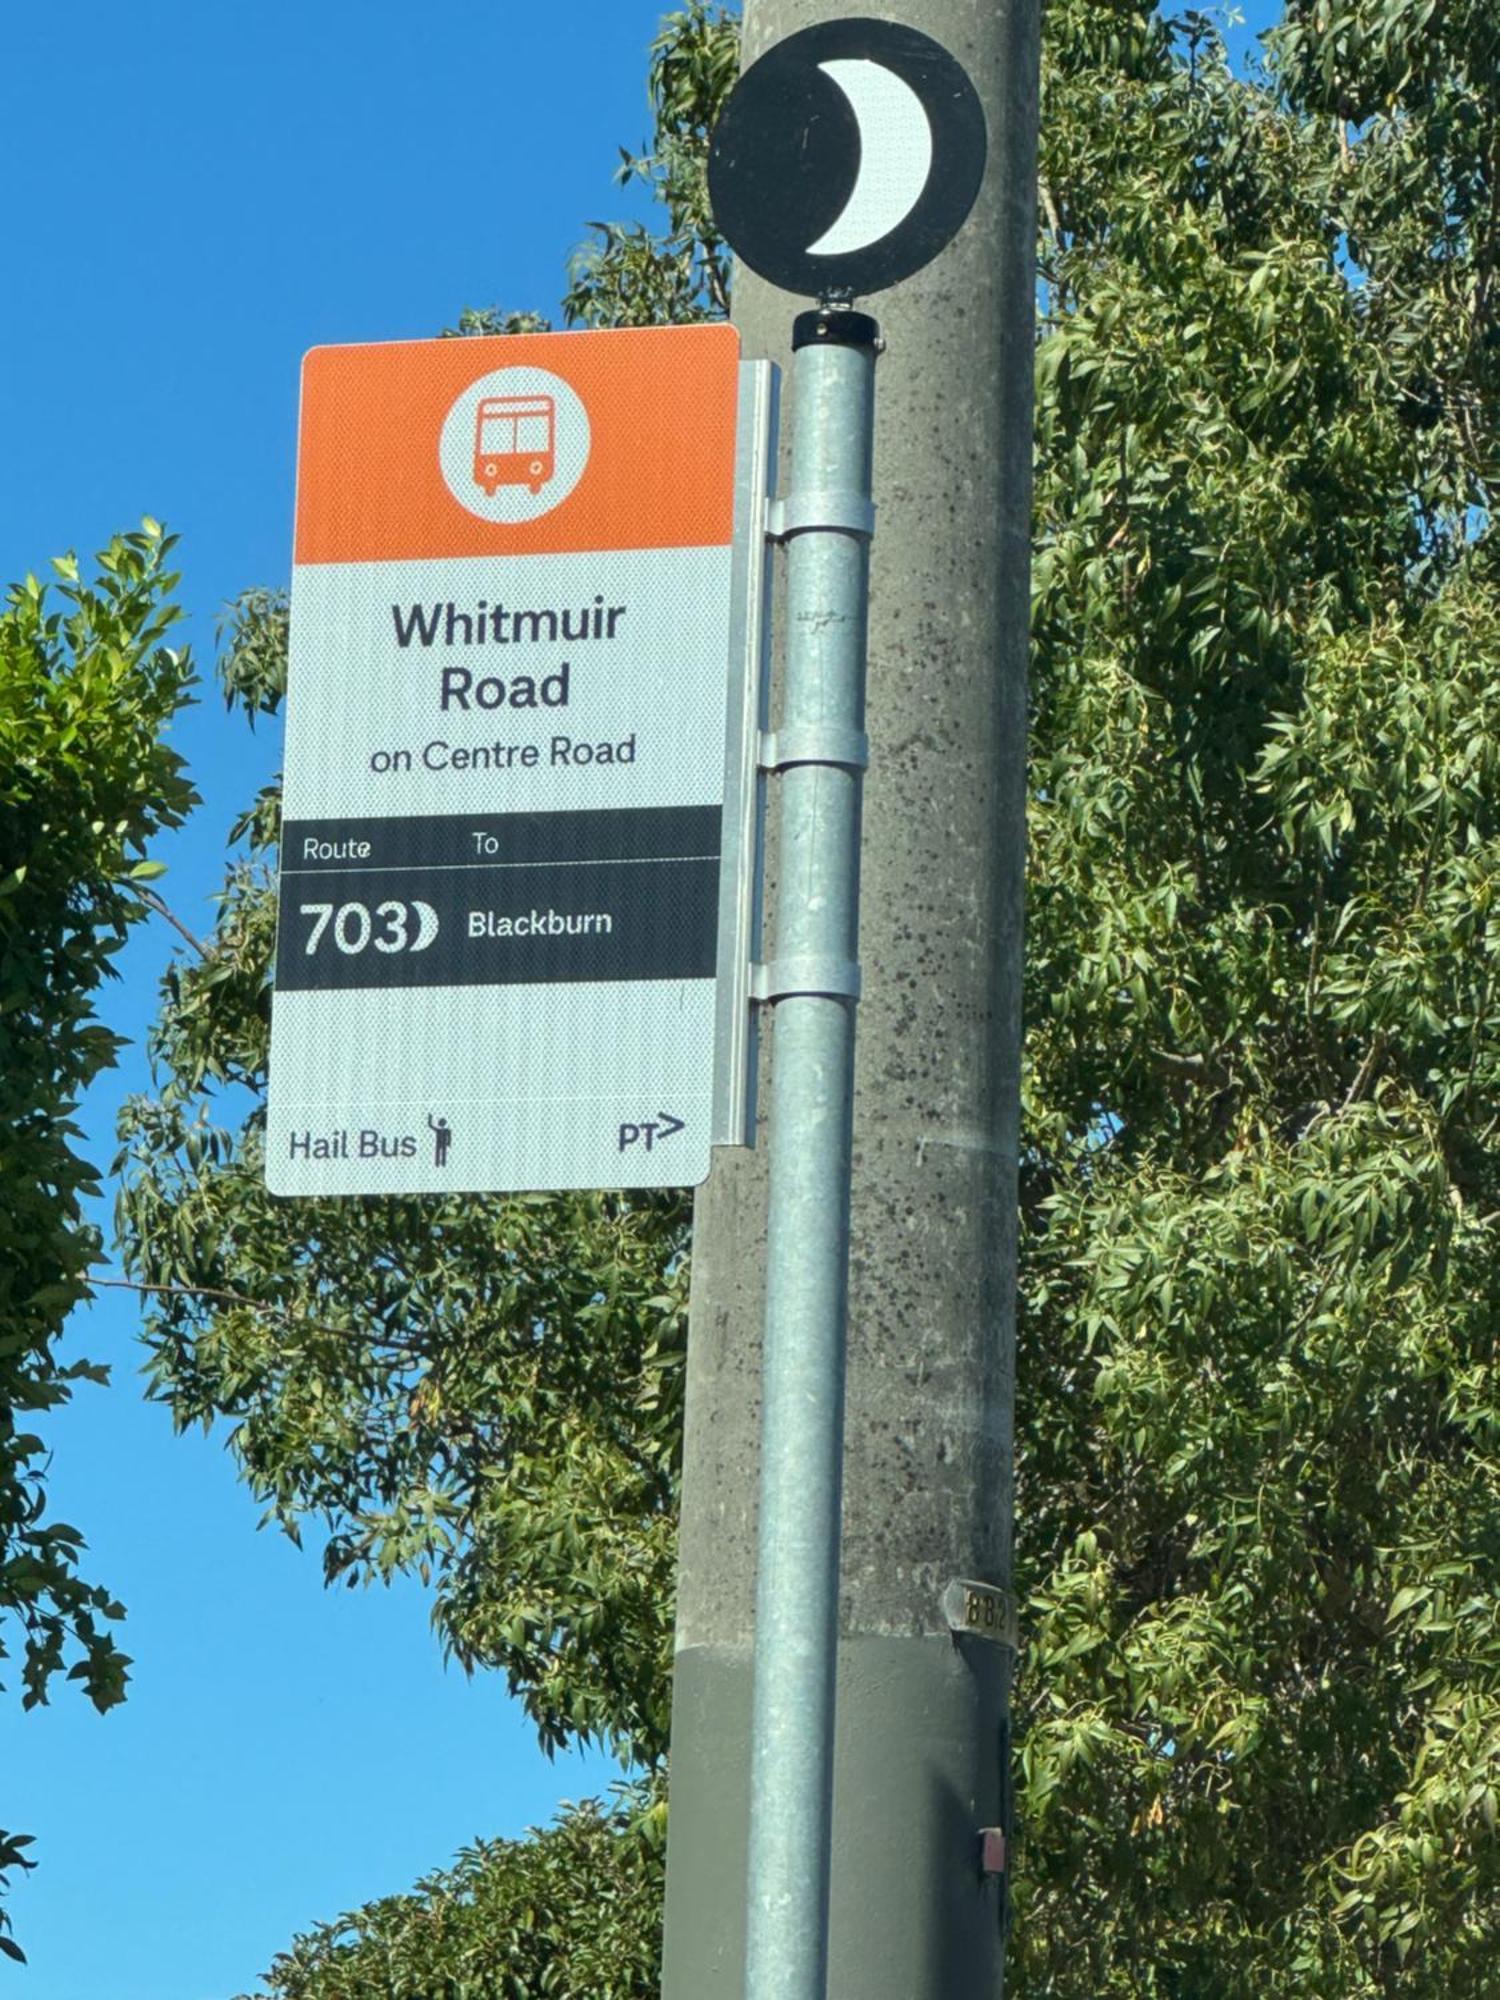 Whitmuir
Road
on Centre Road
Route To
703 Blackburn
Hail Bus PT>